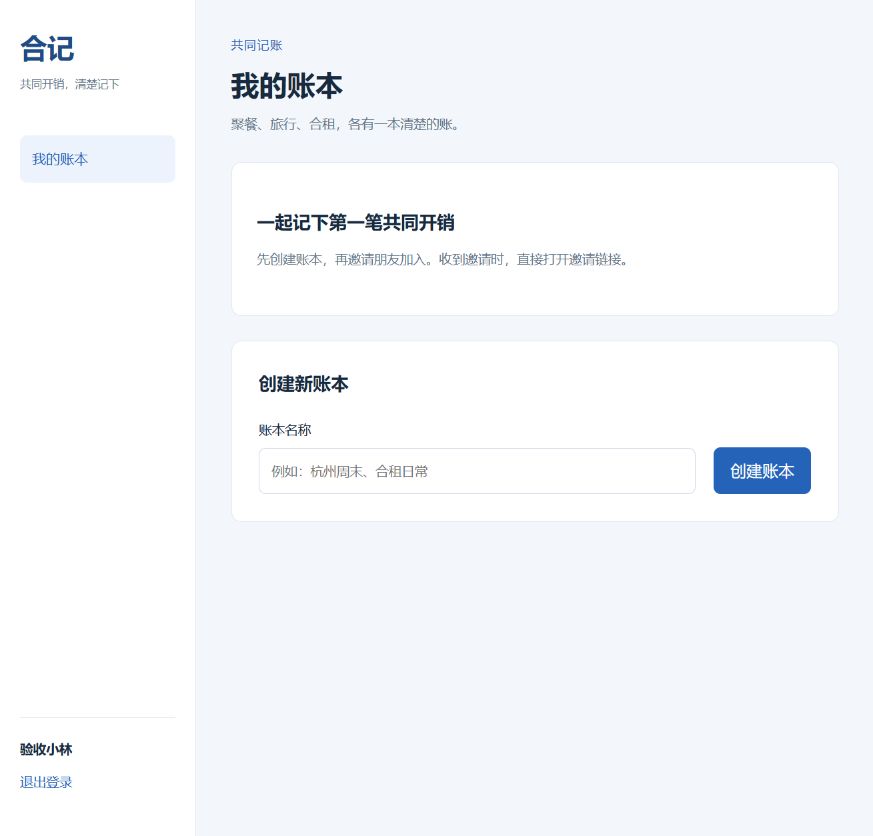 合记
共同开销，清楚记下
我的账本
共同记账
我的账本
聚餐、旅行、合租，各有一本清楚的账。
一起记下第一笔共同开销
先创建账本，再邀请朋友加入。收到邀请时，直接打开邀请链接。
创建新账本
账本名称
例如：杭州周末、合租日常
创建账本
验收小林
退出登录